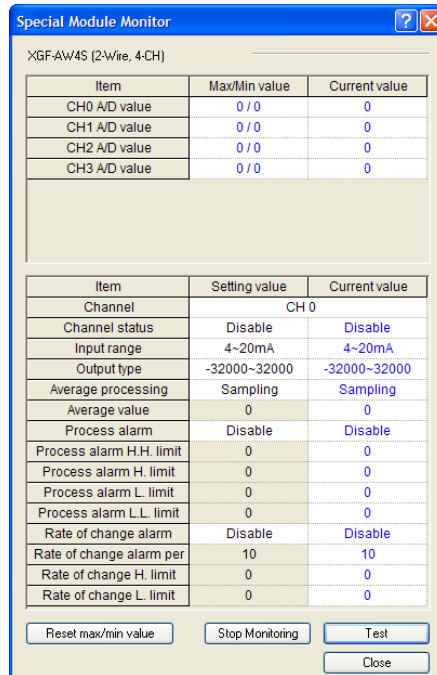 Special Module Monitor
XGF-AW4S (2-Wire, 4-CH)
Item Max/Min value Current value
CH0 A/D value 0 / 0 0
CH1 A/D value 0 / 0 0
CH2 A/D value 0 / 0 0
CH3 A/D value 0 / 0 0
Item Setting value Current value
Channel CH 0
Channel status Disable Disable
Input range 4~20mA 4~20mA
Output type -32000~32000 -32000~32000
Average processing Sampling Sampling
Average value 0 0
Process alarm Disable Disable
Process alarm H.H. limit 0 0
Process alarm H. limit 0 0
Process alarm L. limit 0 0
Process alarm L.L. limit 0 0
Rate of change alarm Disable Disable
Rate of change alarm per 10 10
Rate of change H. limit 0 0
Rate of change L. limit 0 0
Reset max/min value Stop Monitoring Test
Close